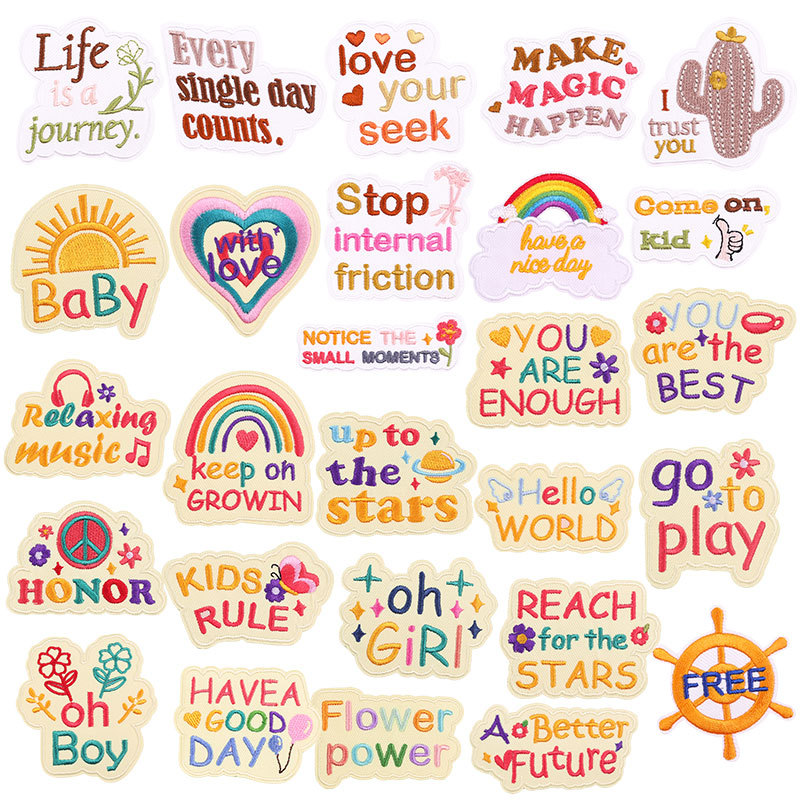 Life
is a
journey.
Every
single day
counts.
love
your
seek
MAKE
MAGIC
HAPPEN
I
trust
you
BaBy
with
love
Stop
internal
friction
have a
nice day
Come on,
kid
NOTICE THE
SMALL MOMENTS
YOU
ARE
ENOUGH
YOU
are the
BEST
Relaxing
music
keep on
GROWIN
up to
the
stars
Hello
WORLD
go
to
play
HONOR
KIDS
RULE
oh
GiRl
REACH
for the
STARS
FREE
oh
Boy
HAVE A
GOOD
DAY
Flower
power
A Better
Future